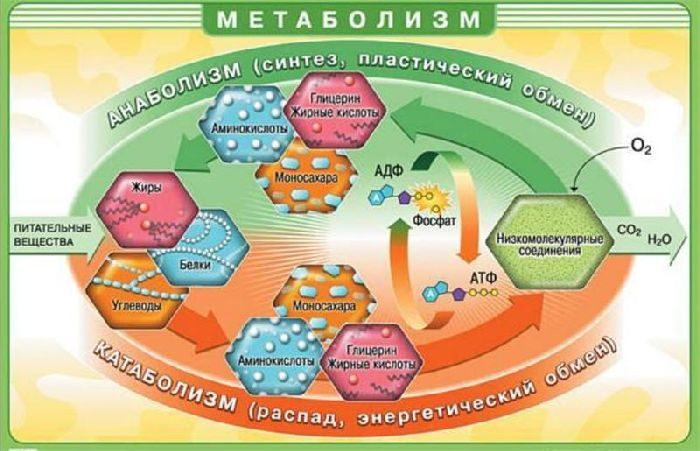 МЕТАБОЛИЗМ
АНАБОЛИЗМ (синтез, пластический обмен)
Глицерин
Жирные кислоты
Аминокислоты
Моносахара
O2
АДФ
Фосфат
Жиры
ПИТАТЕЛЬНЫЕ
ВЕЩЕСТВА
Белки
Углеводы
Низкомолекулярные
соединения
CO2
H2O
АТФ
А
А
Моносахара
Аминокислоты
Глицерин
Жирные кислоты
КАТАБОЛИЗМ (распад, энергетический обмен)